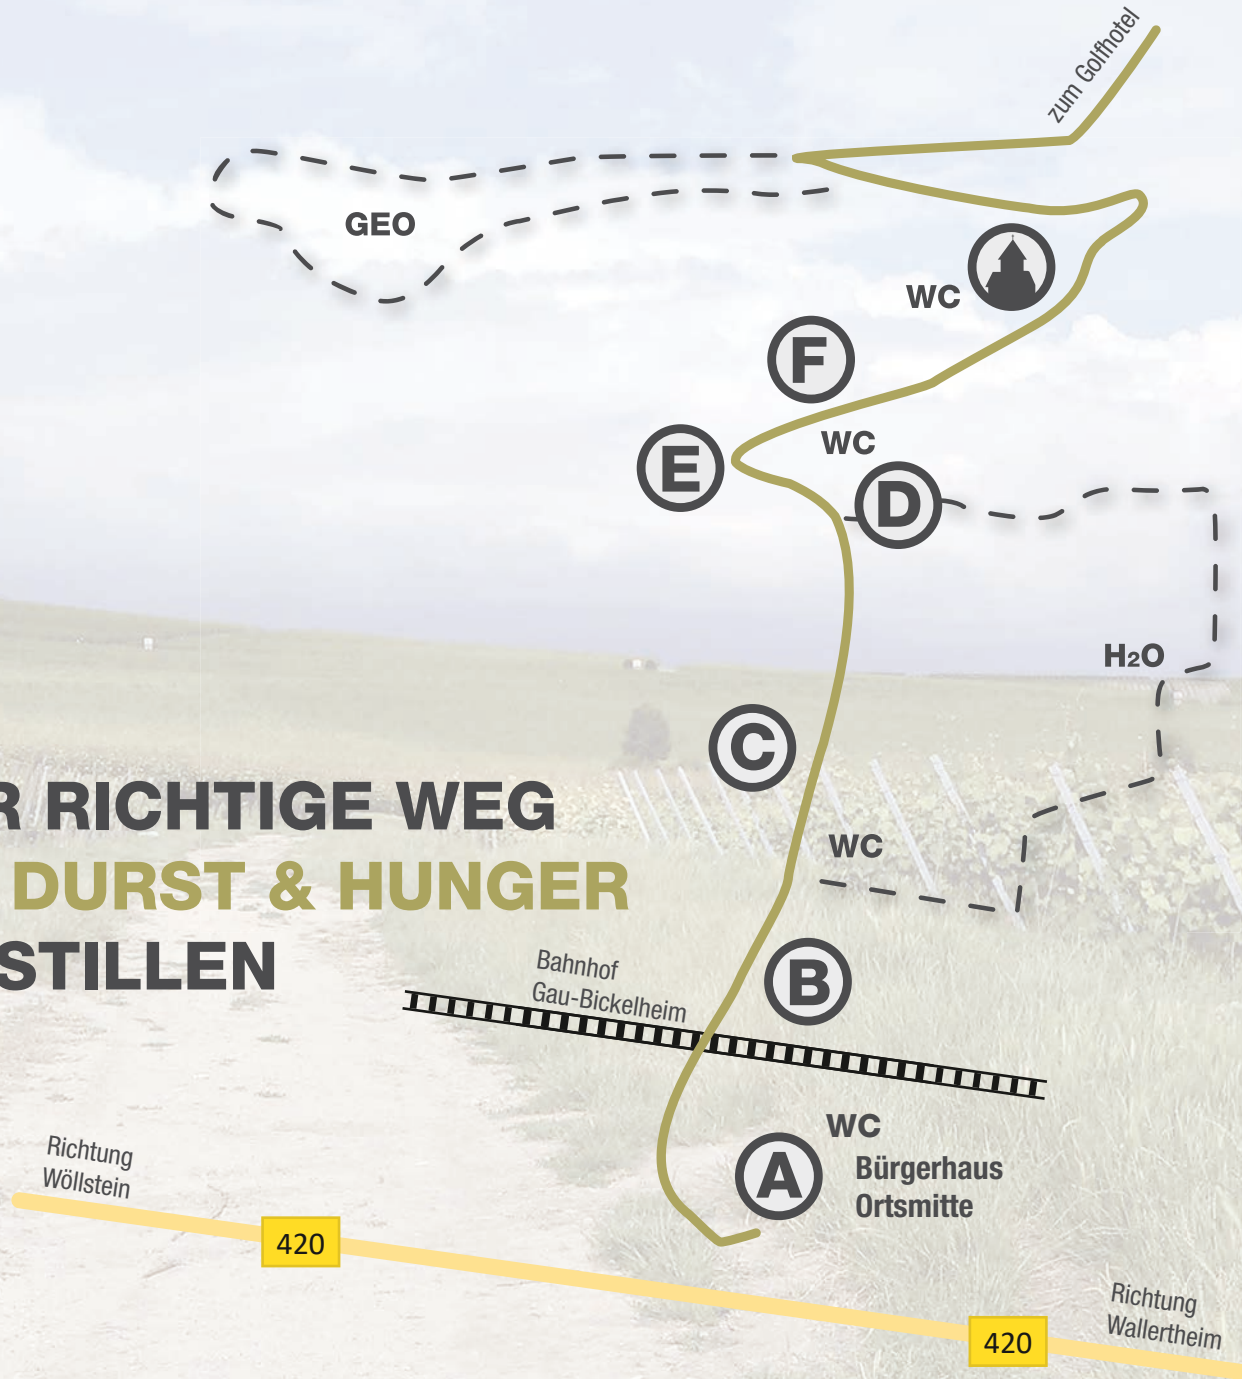 zum Golfhotel
GEO
WC
F
WC
E
D
H₂O
C
R RICHTIGE WEG
DURST & HUNGER
STILLEN
WC
Bahnhof
Gau-Bickelheim
B
WC
A
Bürgerhaus
Ortsmitte
Richtung
Wöllstein
420
Richtung
Wallertheim
420